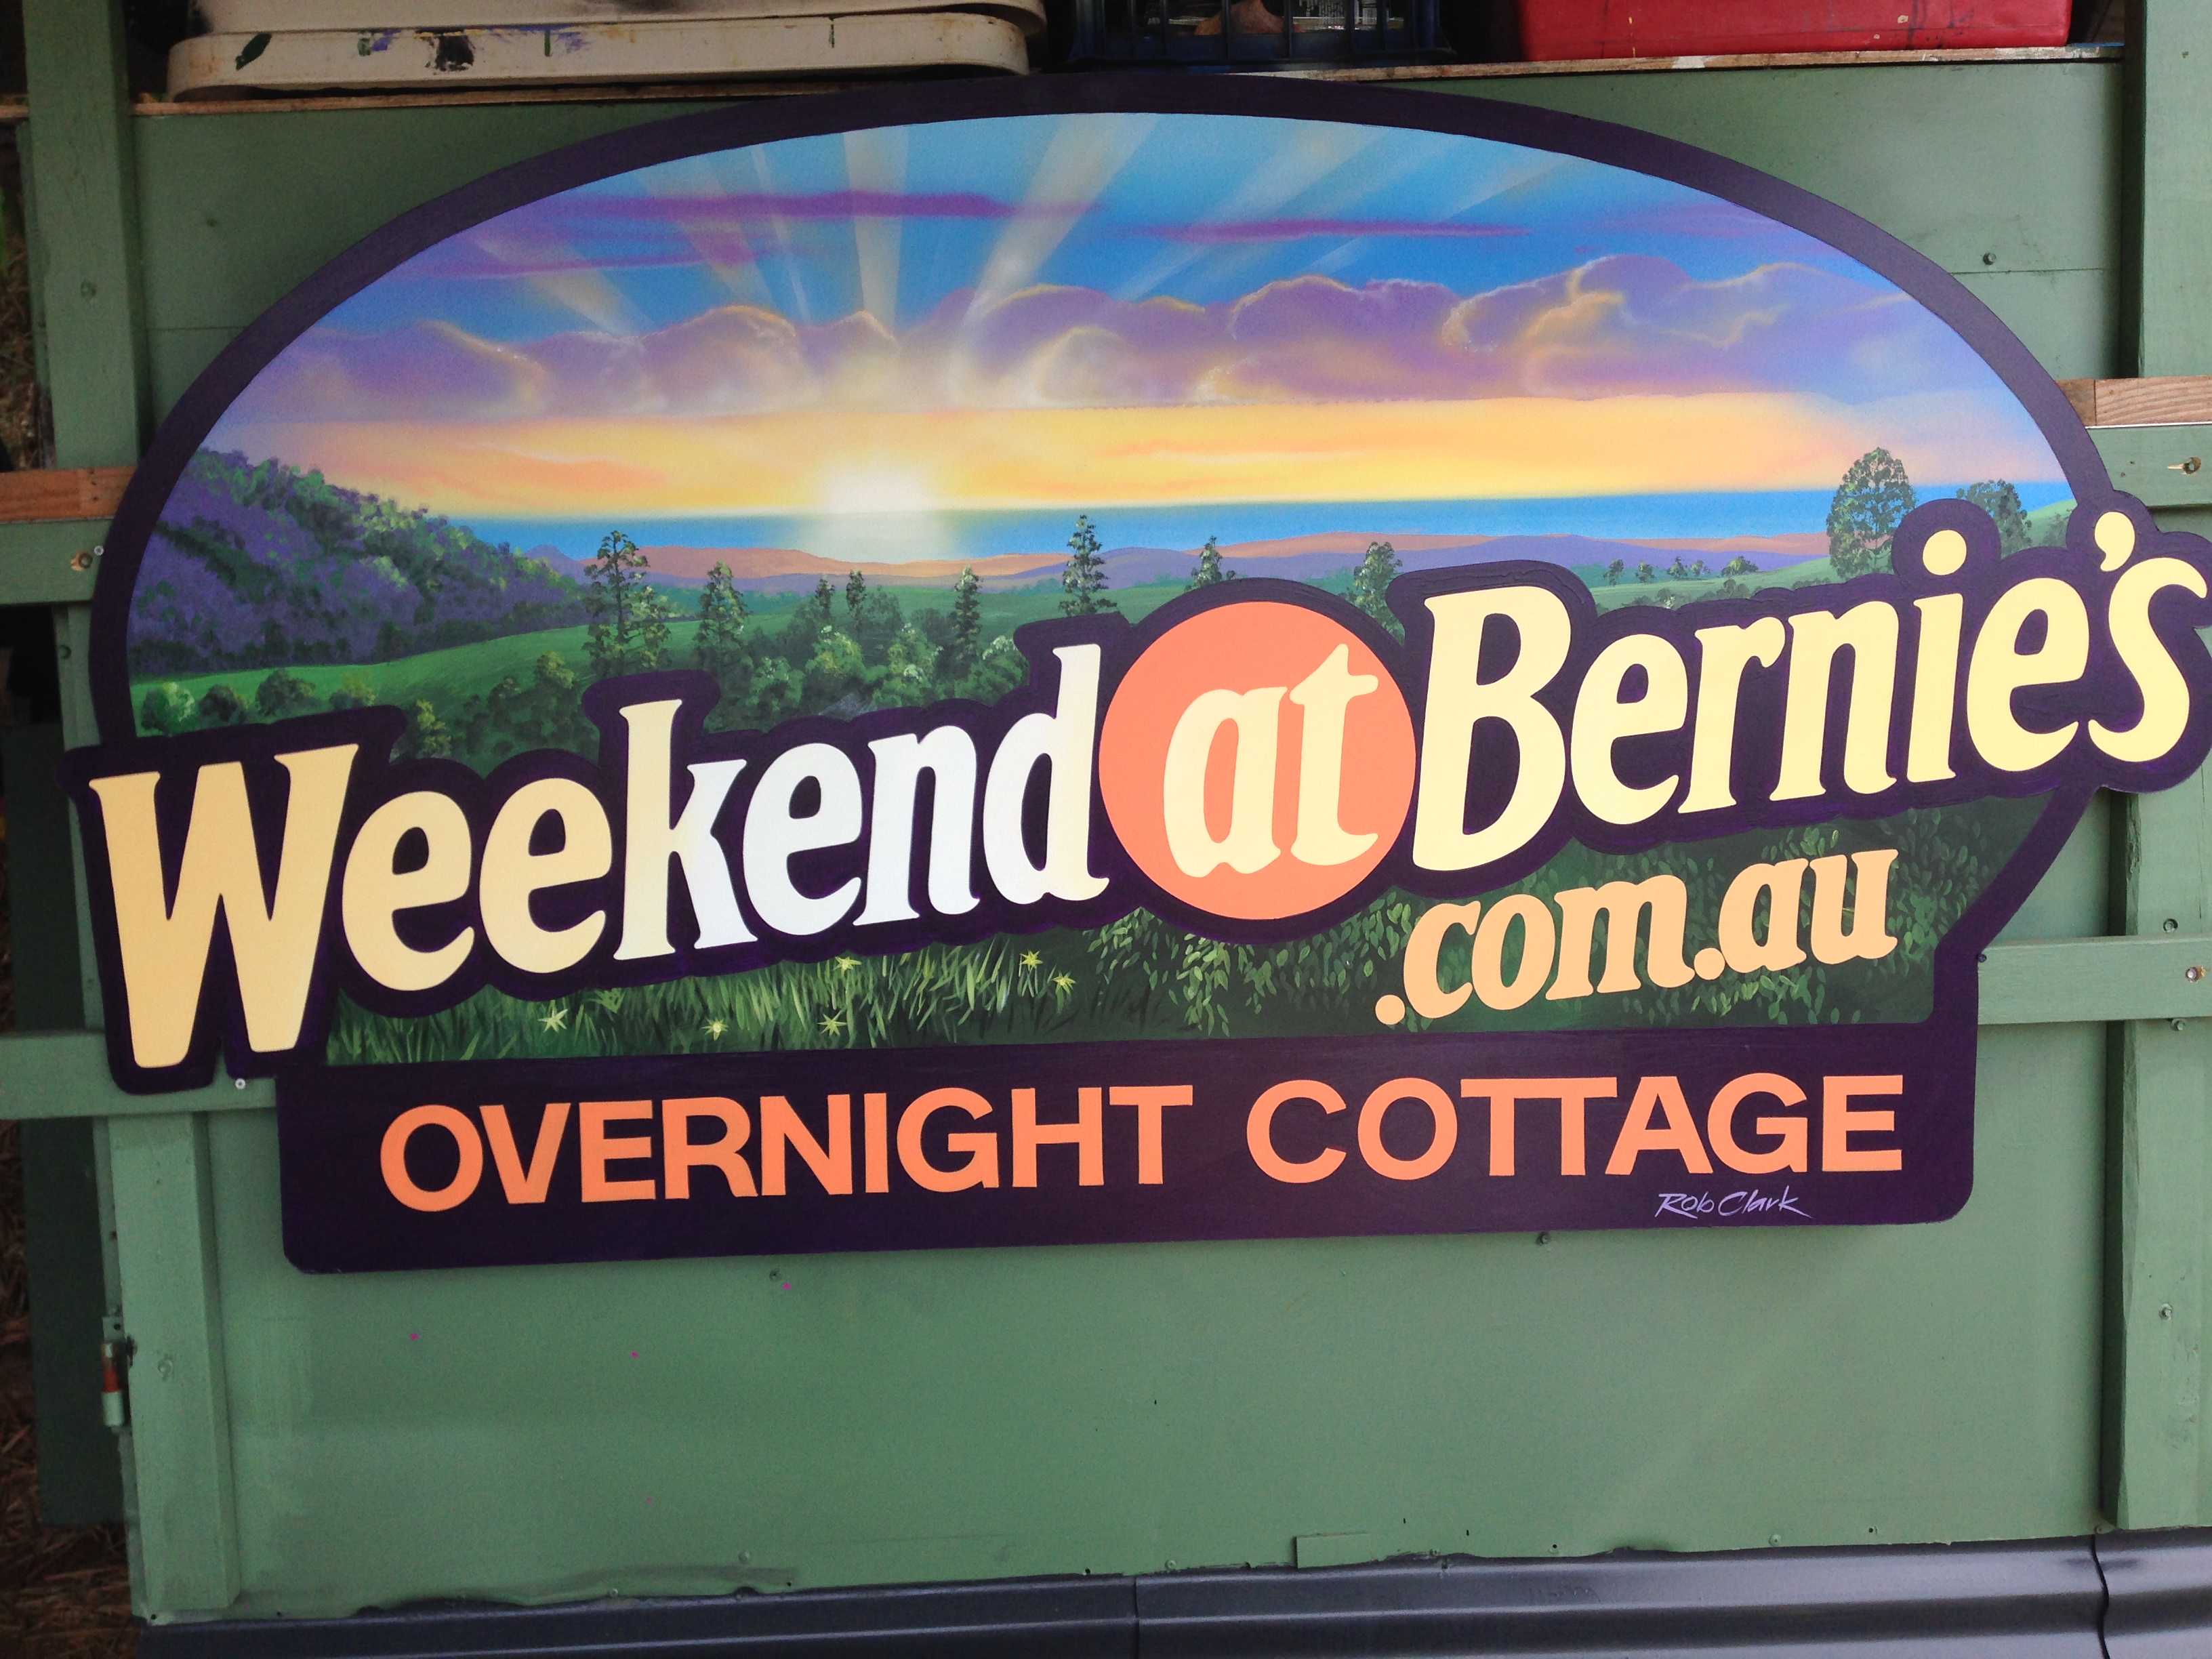 Weekend at Bernie's
.com.au
OVERNIGHT COTTAGE
Rob Clark